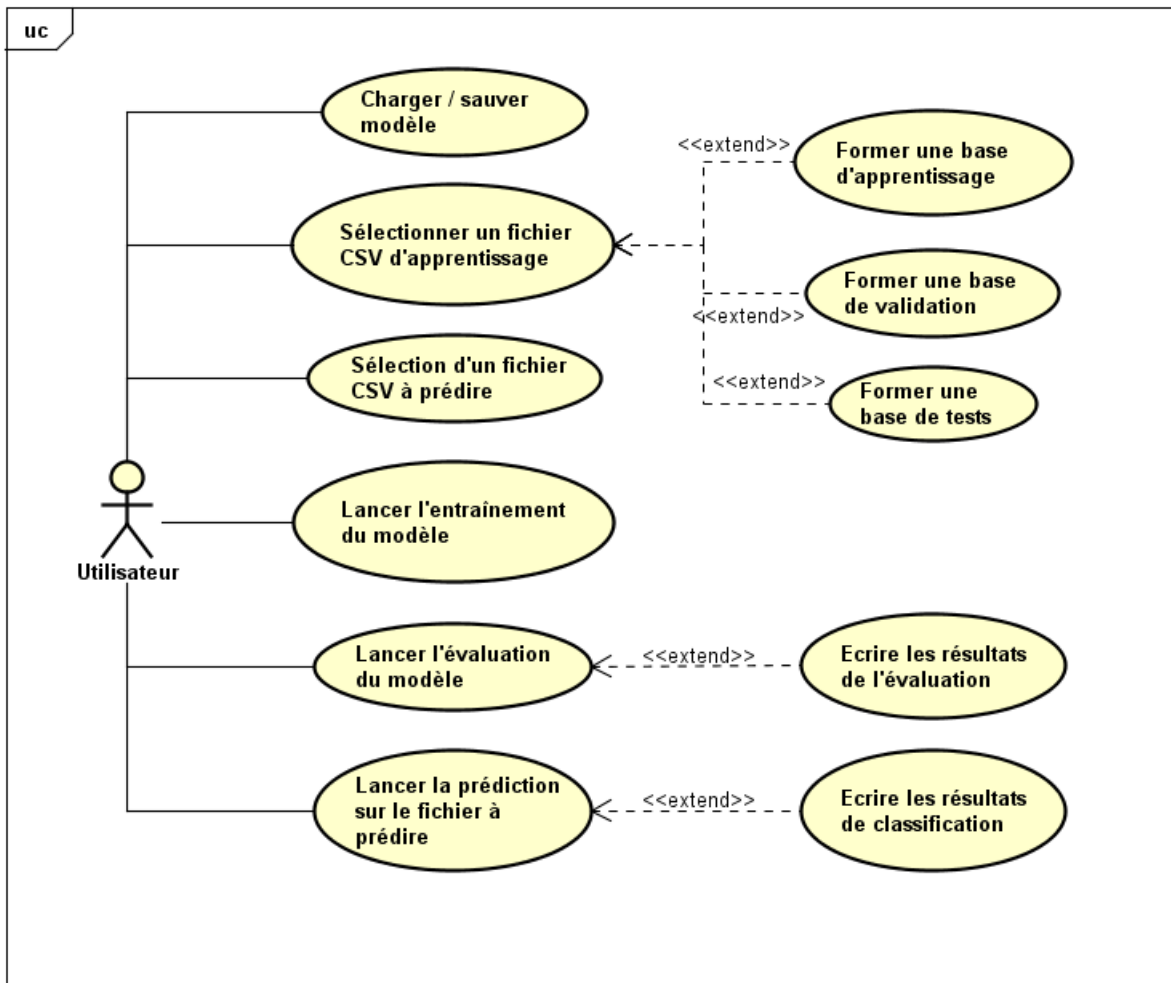 uc
Charger / sauver
modèle
<<extend>>
Former une base
d'apprentissage
Sélectionner un fichier
CSV d'apprentissage
Former une base
de validation
<<extend>>
Sélection d'un fichier
CSV à prédire
<<extend>>
Former une
base de tests
Lancer l'entraînement
du modèle
Utilisateur
Lancer l'évaluation
du modèle
<<extend>>
Ecrire les résultats
de l'évaluation
Lancer la prédiction
sur le fichier à
prédire
<<extend>>
Ecrire les résultats
de classification